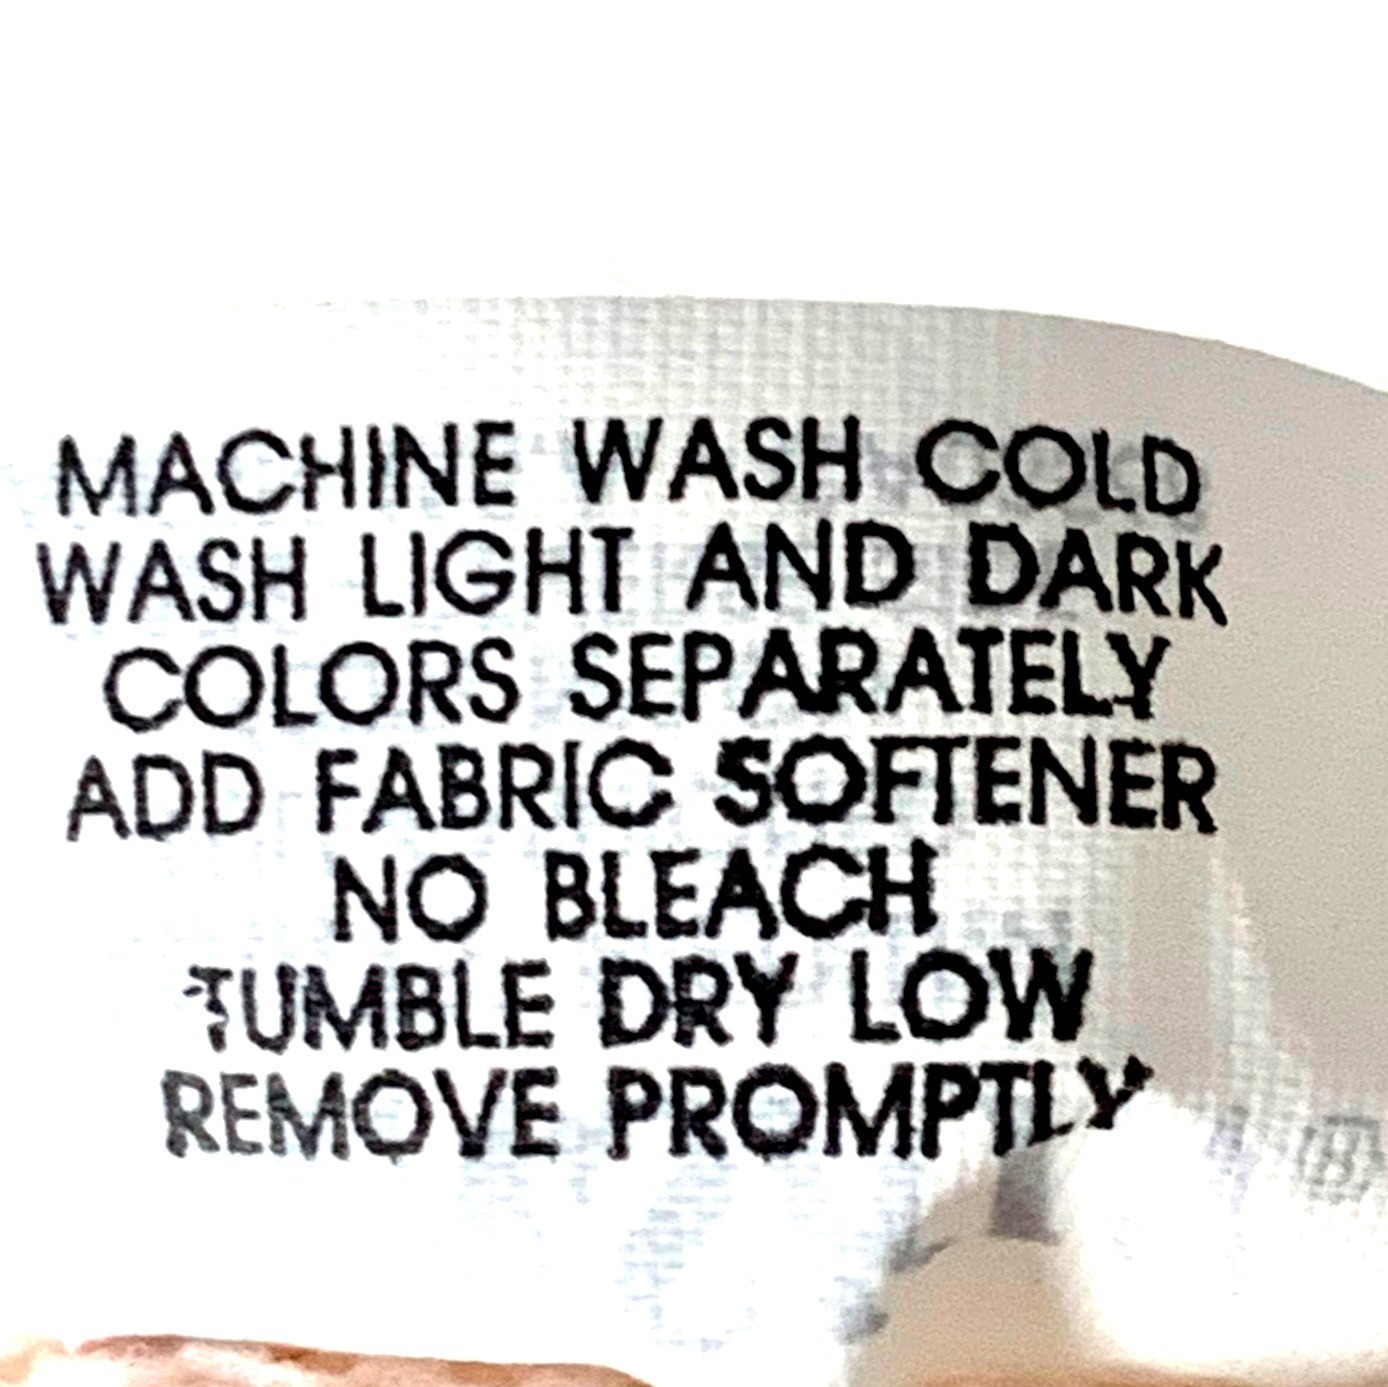 MACHINE WASH COLD
WASH LIGHT AND DARK
COLORS SEPARATELY
ADD FABRIC SOFTENER
NO BLEACH
TUMBLE DRY LOW
REMOVE PROMPTLY